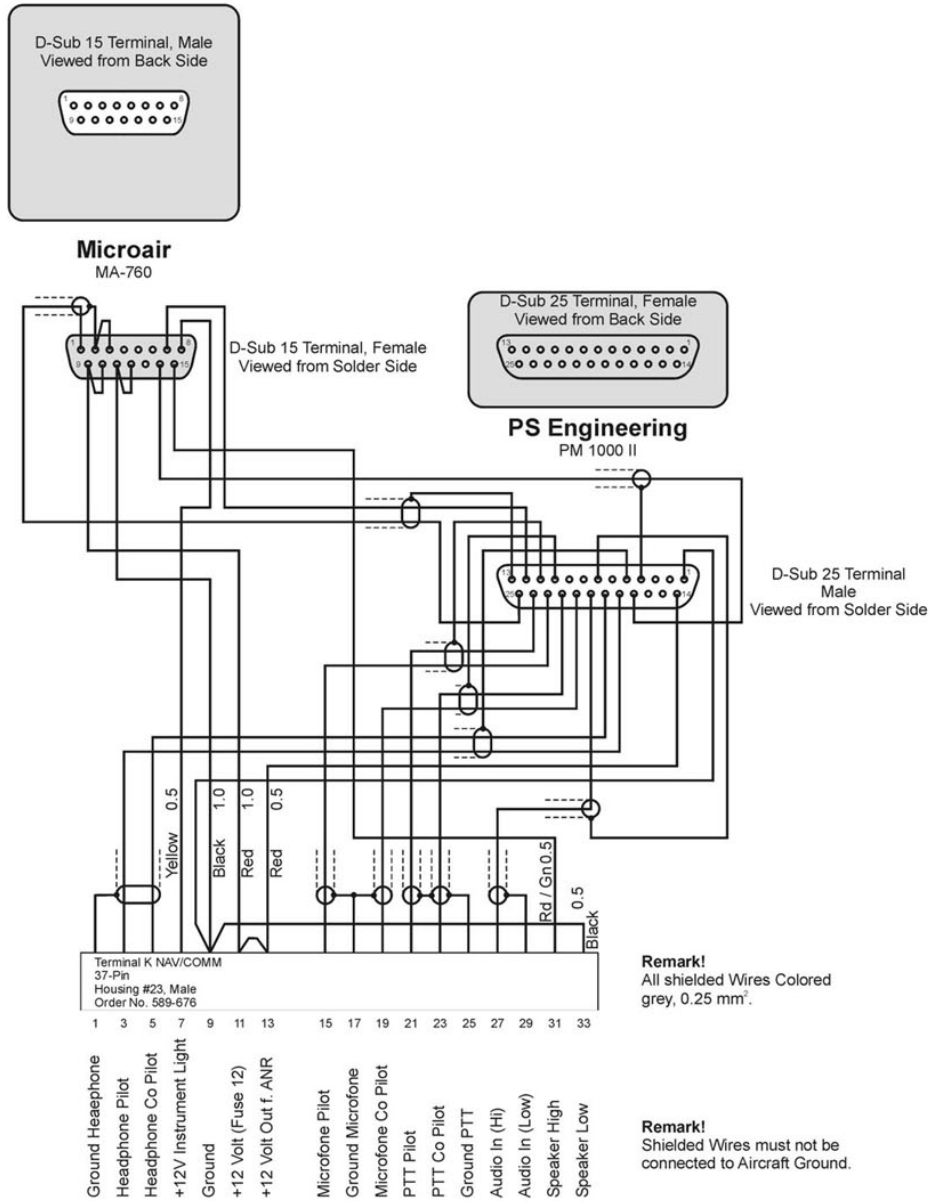 D-Sub 15 Terminal, Male
Viewed from Back Side
1
8
9
15
Microair
MA-760
1
8
9
15
D-Sub 15 Terminal, Female
Viewed from Solder Side
D-Sub 25 Terminal, Female
Viewed from Back Side
13
1
25
14
PS Engineering
PM 1000 II
13
1
25
14
D-Sub 25 Terminal
Male
Viewed from Solder Side
Yellow 0.5
Black 1.0
Red 1.0
Red 0.5
Rd / Gn 0.5
Black 0.5
Terminal K NAV/COMM
37-Pin
Housing #23, Male
Order No. 589-676
1 3 5 7 9 11 13 15 17 19 21 23 25 27 29 31 33
Ground Heaephone
Headphone Pilot
Headphone Co Pilot
+12V Instrument Light
Ground
+12 Volt (Fuse 12)
+12 Volt Out f. ANR
Microfone Pilot
Ground Microfone
Microfone Co Pilot
PTT Pilot
PTT Co Pilot
Ground PTT
Audio In (Hi)
Audio In (Low)
Speaker High
Speaker Low
Remark!
All shielded Wires Colored
grey, 0.25 mm².
Remark!
Shielded Wires must not be
connected to Aircraft Ground.